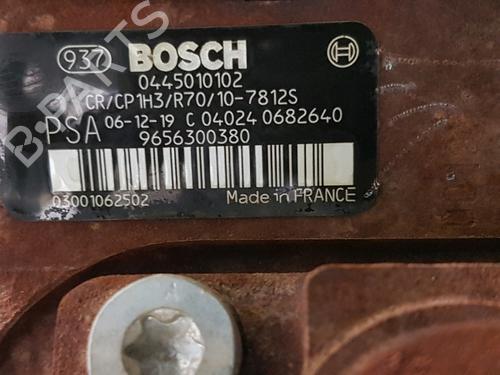 937 BOSCH
0445010102
CR/CP1H3/R70/10-7812S
PSA 06-12-19 C 04024 0682640
9656300380
03001062502 Made in FRANCE
B-PARTS